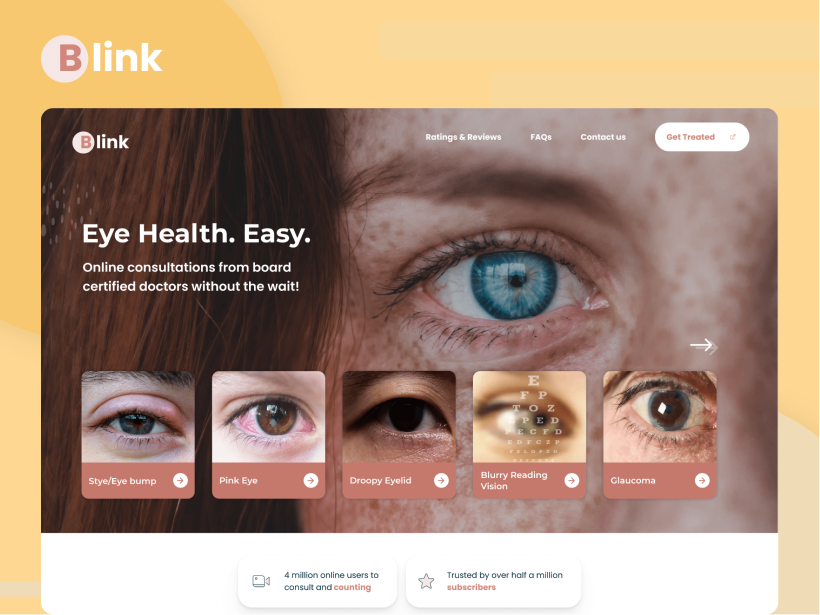 Blink
Blink
Ratings & Reviews
FAQs
Contact us
Get Treated
Eye Health. Easy.
Online consultations from board
certified doctors without the wait!
E
F P
T O Z
L P E D
P E C F D
E D F C Z P
F E L O P Z D
Stye/Eye bump
Pink Eye
Droopy Eyelid
Blurry Reading
Vision
Glaucoma
4 million online users to
consult and counting
Trusted by over half a million
subscribers